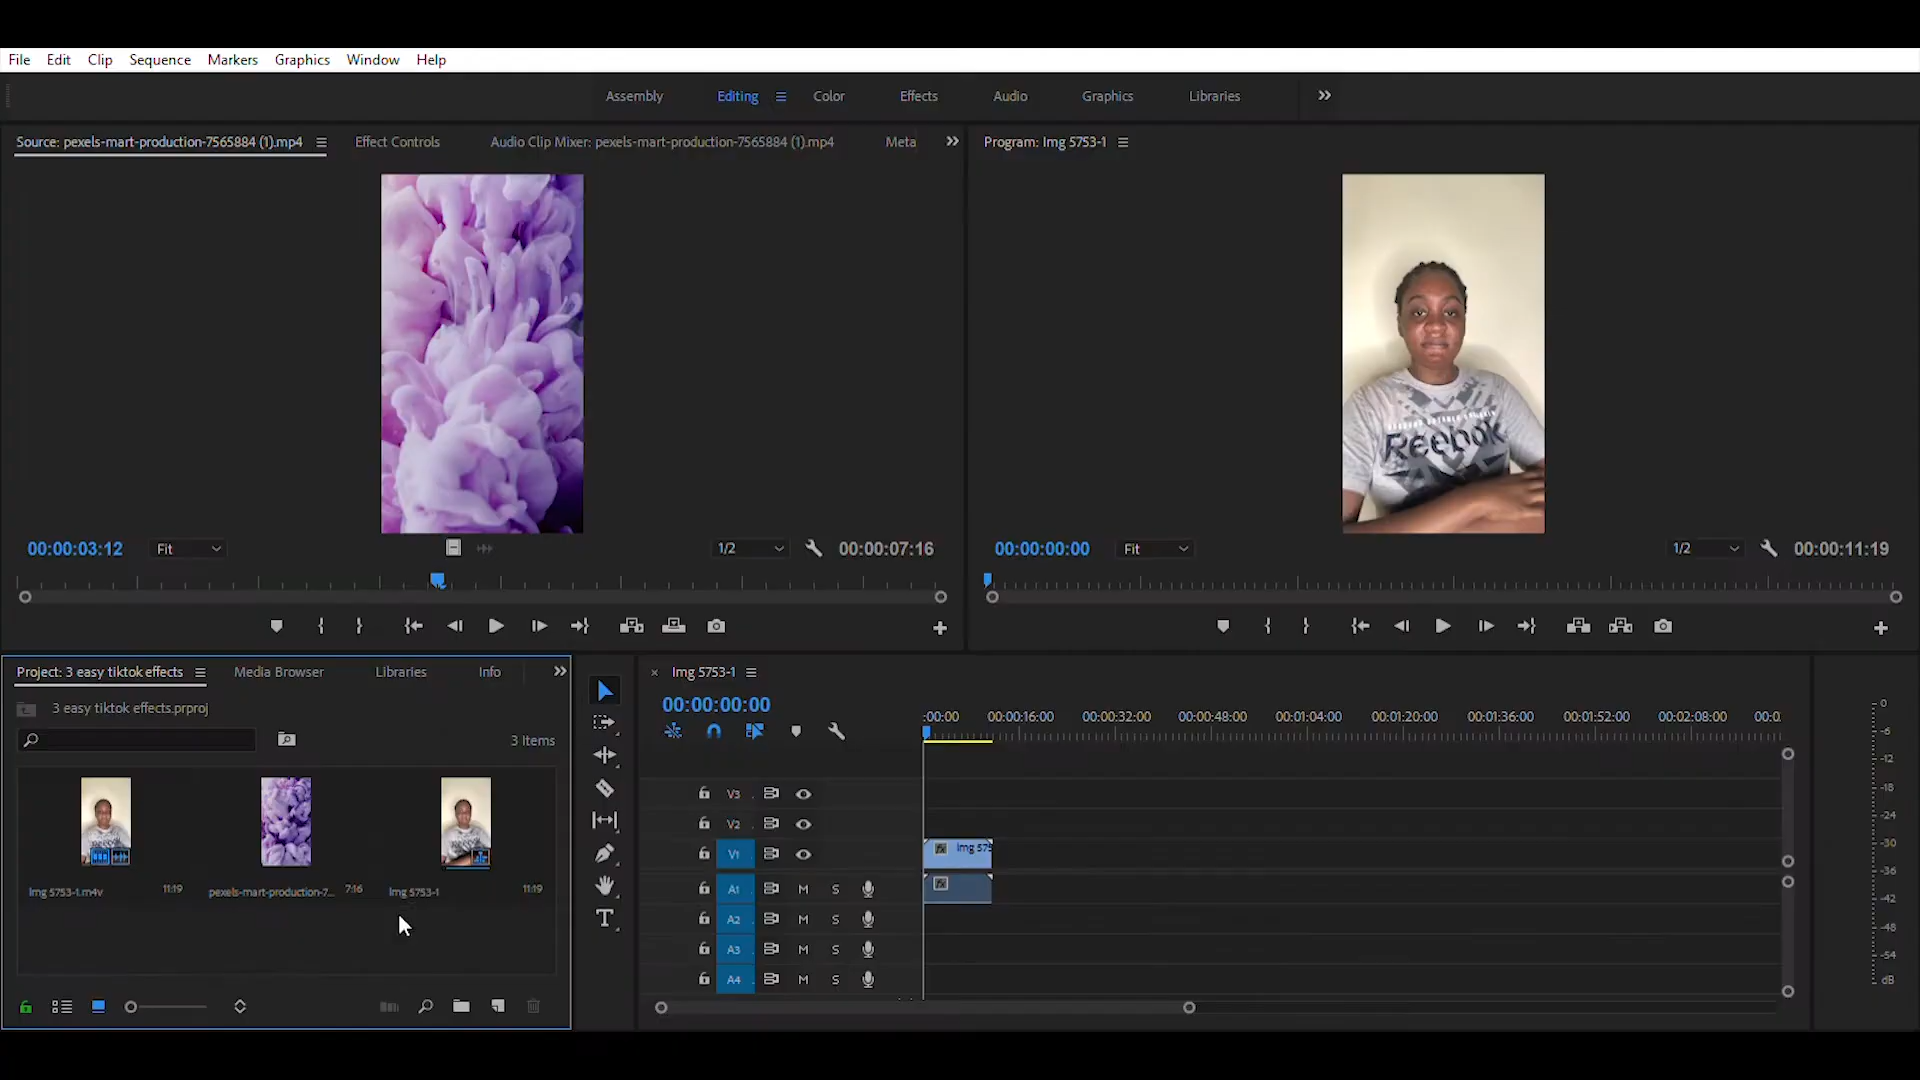 File Edit Clip Sequence Markers Graphics Window Help
Assembly Editing Color Effects Audio Graphics Libraries
Source: pexels-mart-production-7565884 (1).mp4 Effect Controls Audio Clip Mixer: pexels-mart-production-7565884 (1).mp4 Meta
Program: Img 5753-1
Reebok
00:00:03:12 Fit 1/2 00:00:07:16
00:00:00:00 Fit 1/2 00:00:11:19
Project: 3 easy tiktok effects Media Browser Libraries Info
3 easy tiktok effects.prproj
3 Items
Img 5753-1.m4v 11:19 pexels-mart-production-7... 7:16 Img 5753-1 11:19
Img 5753-1
00:00:00:00
:00:00 00:00:16:00 00:00:32:00 00:00:48:00 00:01:04:00 00:01:20:00 00:01:36:00 00:01:52:00 00:02:08:00 00:0
V3
V2
V1 fx Img 575
A1 M S fx
A2 M S
A3 M S
A4 M S
T
0
-6
-12
-18
-24
-30
-36
-42
-48
-54
dB